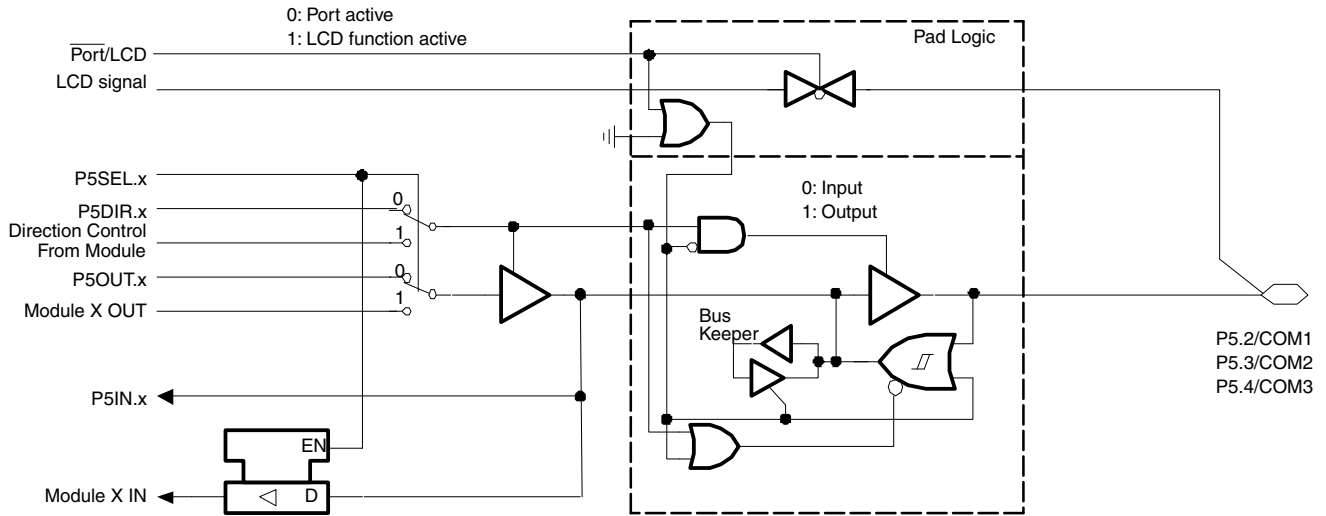 0: Port active
1: LCD function active
Pad Logic
Port/LCD
LCD signal
P5SEL.x
0
P5DIR.x
Direction Control
From Module
1
0: Input
1: Output
P5OUT.x
0
Module X OUT
1
Bus
Keeper
P5.2/COM1
P5.3/COM2
P5.4/COM3
P5IN.x
EN
Module X IN
D